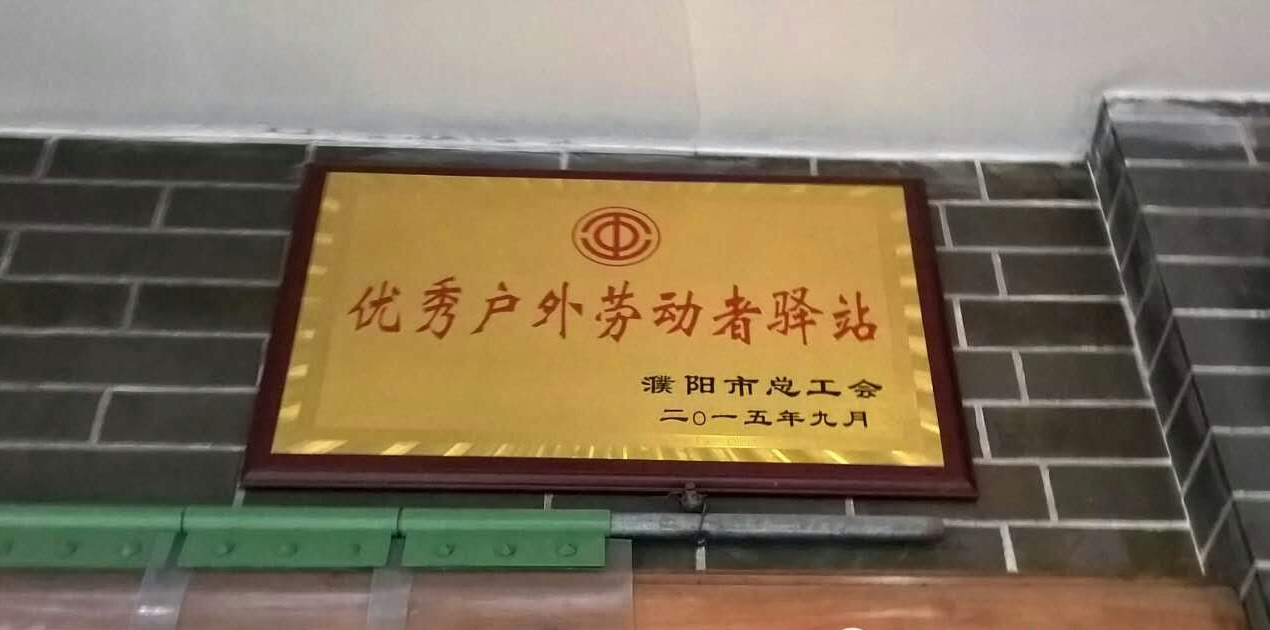 优秀户外劳动者驿站
濮阳市总工会
二〇一五年九月